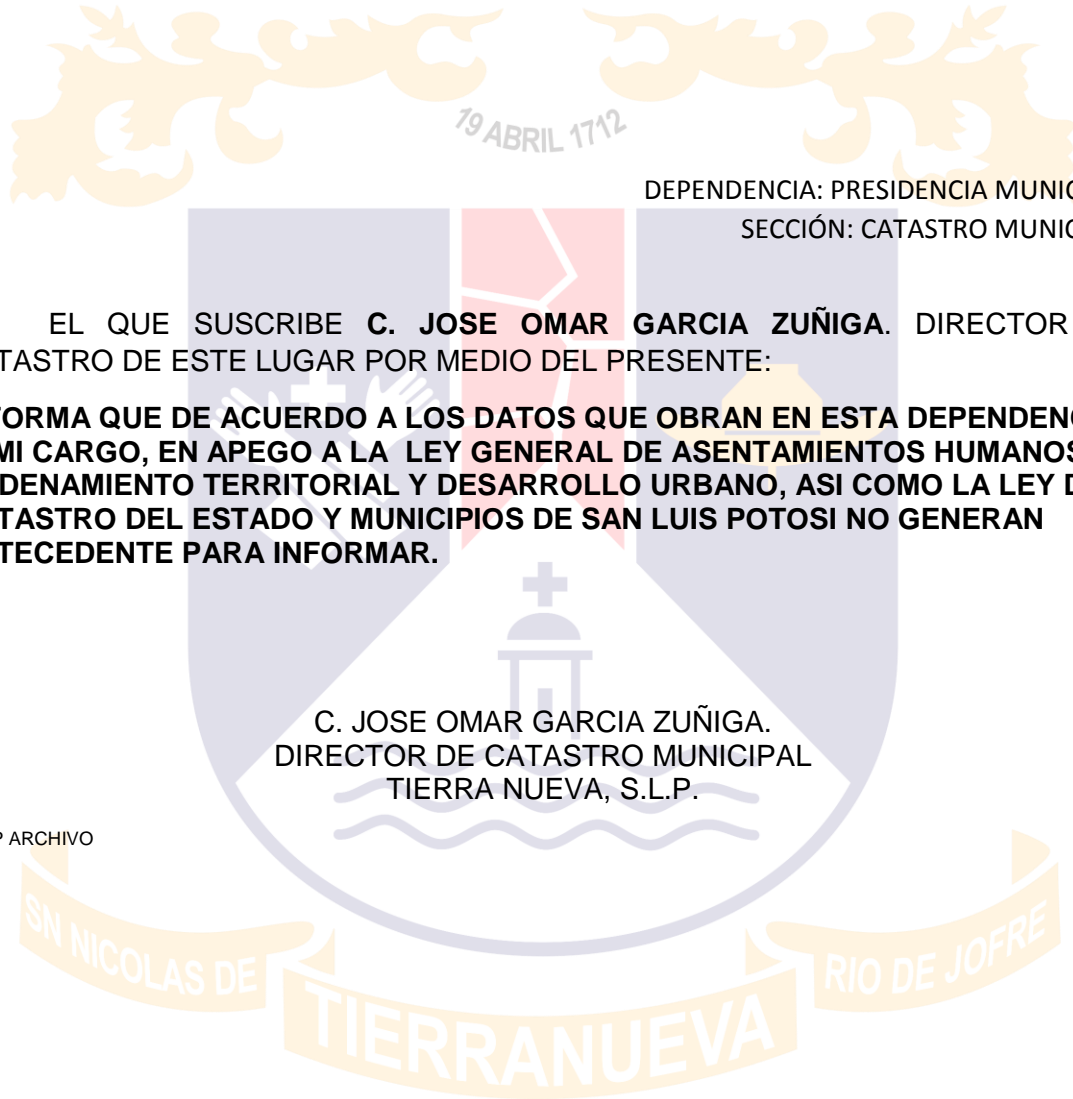 19 ABRIL 1712
DEPENDENCIA: PRESIDENCIA MUNIC
SECCIÓN: CATASTRO MUNIC
EL QUE SUSCRIBE C. JOSE OMAR GARCIA ZUÑIGA. DIRECTOR
TASTRO DE ESTE LUGAR POR MEDIO DEL PRESENTE:
FORMA QUE DE ACUERDO A LOS DATOS QUE OBRAN EN ESTA DEPENDENC
MI CARGO, EN APEGO A LA LEY GENERAL DE ASENTAMIENTOS HUMANOS
DENAMIENTO TERRITORIAL Y DESARROLLO URBANO, ASI COMO LA LEY D
TASTRO DEL ESTADO Y MUNICIPIOS DE SAN LUIS POTOSI NO GENERAN
TECEDENTE PARA INFORMAR.
C. JOSE OMAR GARCIA ZUÑIGA.
DIRECTOR DE CATASTRO MUNICIPAL
TIERRA NUEVA, S.L.P.
P ARCHIVO
SN NICOLAS DE
TIERRANUEVA
RIO DE JOFRE